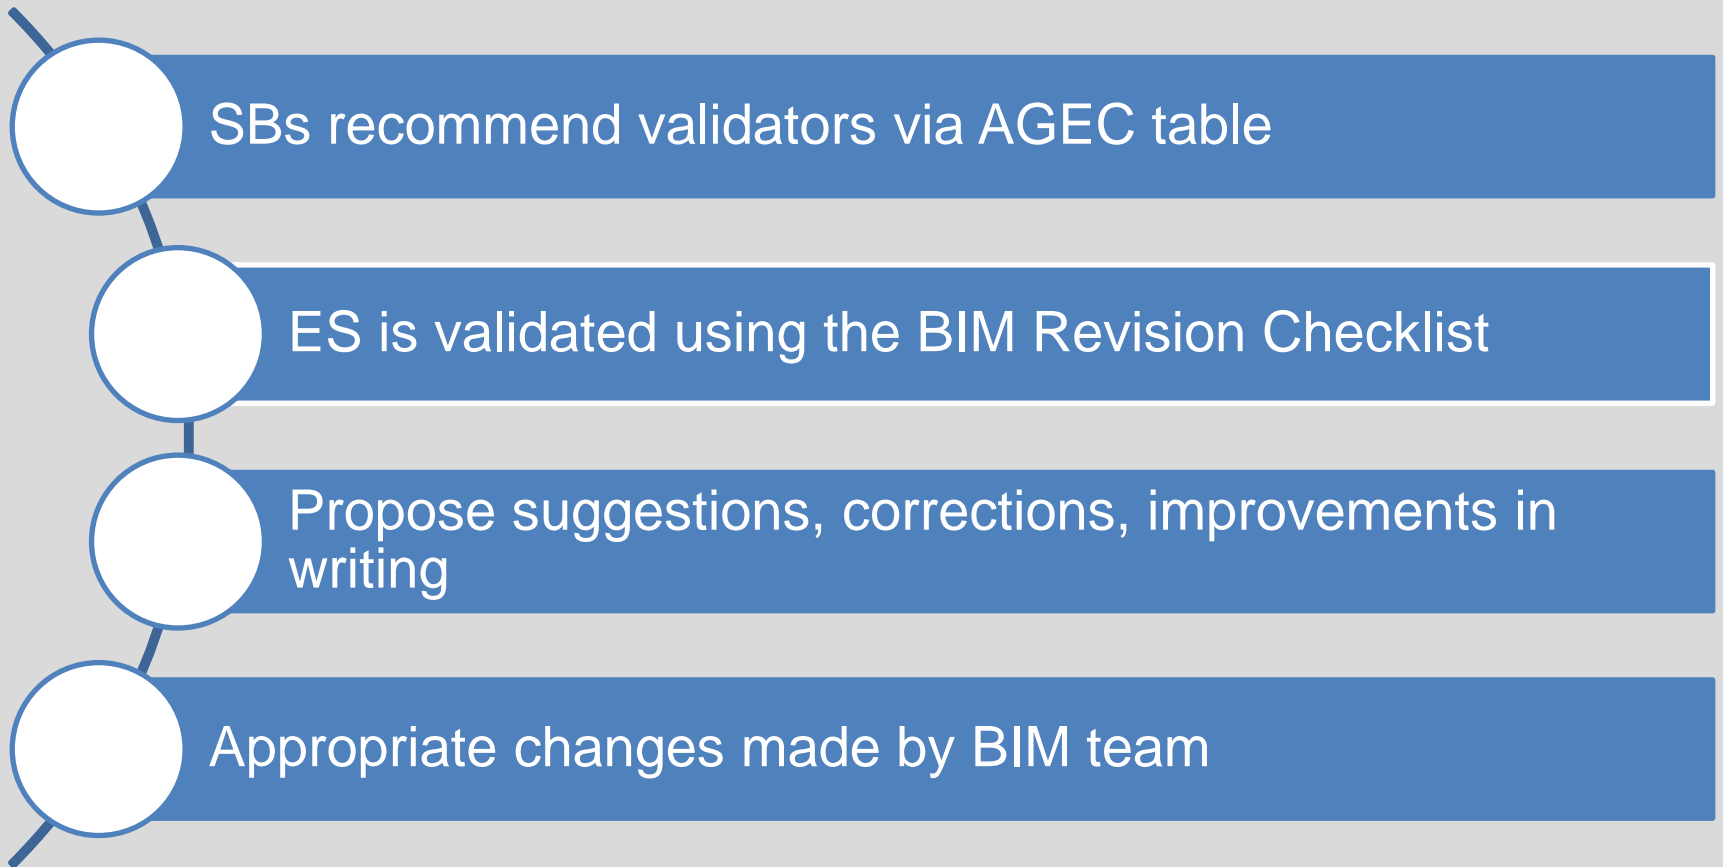 SBs recommend validators via AGEC table
ES is validated using the BIM Revision Checklist
Propose suggestions, corrections, improvements in
writing
Appropriate changes made by BIM team